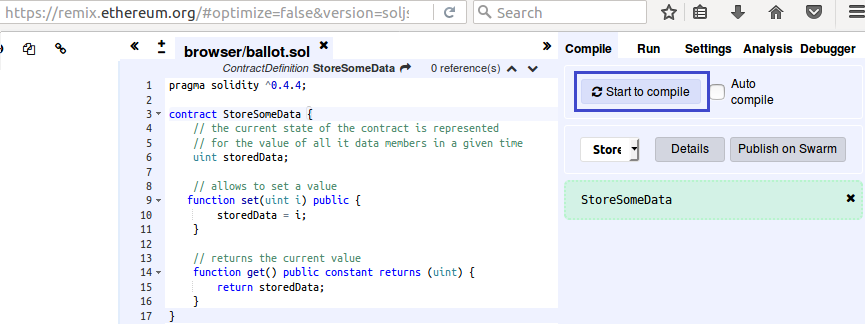 https://remix.ethereum.org/#optimize=false&version=soljs
Search
browser/ballot.sol
Compile Run Settings Analysis Debugger
ContractDefinition StoreSomeData 0 reference(s)
Start to compile
Auto compile
1 pragma solidity ^0.4.4;
2
3 contract StoreSomeData {
4 // the current state of the contract is represented
5 // for the value of all it data members in a given time
6 uint storedData;
7
8 // allows to set a value
9 function set(uint i) public {
10 storedData = i;
11 }
12
13 // returns the current value
14 function get() public constant returns (uint) {
15 return storedData;
16 }
17 }
Store
Details
Publish on Swarm
StoreSomeData